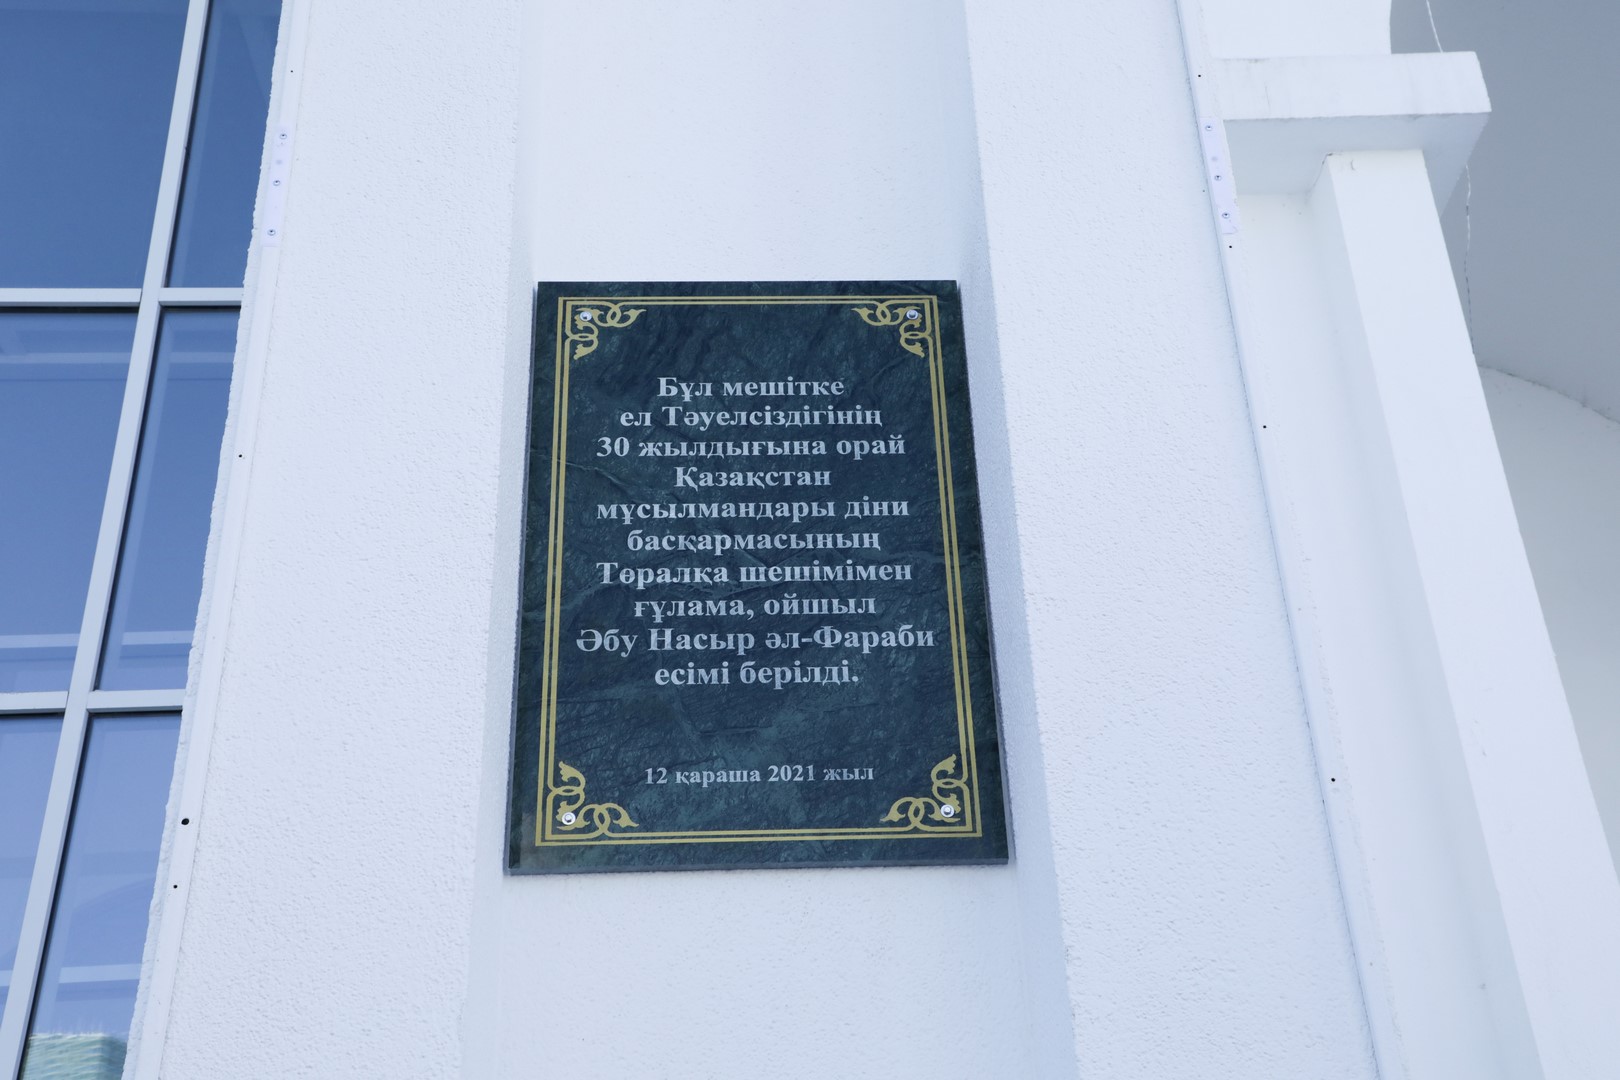 Бұл мешітке
ел Тәуелсіздігінің
30 жылдығына орай
Қазақстан
мұсылмандары діни
басқармасының
Төралқа шешімімен
ғұлама, ойшыл
Әбу Насыр әл-Фараби
есімі берілді.
12 қараша 2021 жыл